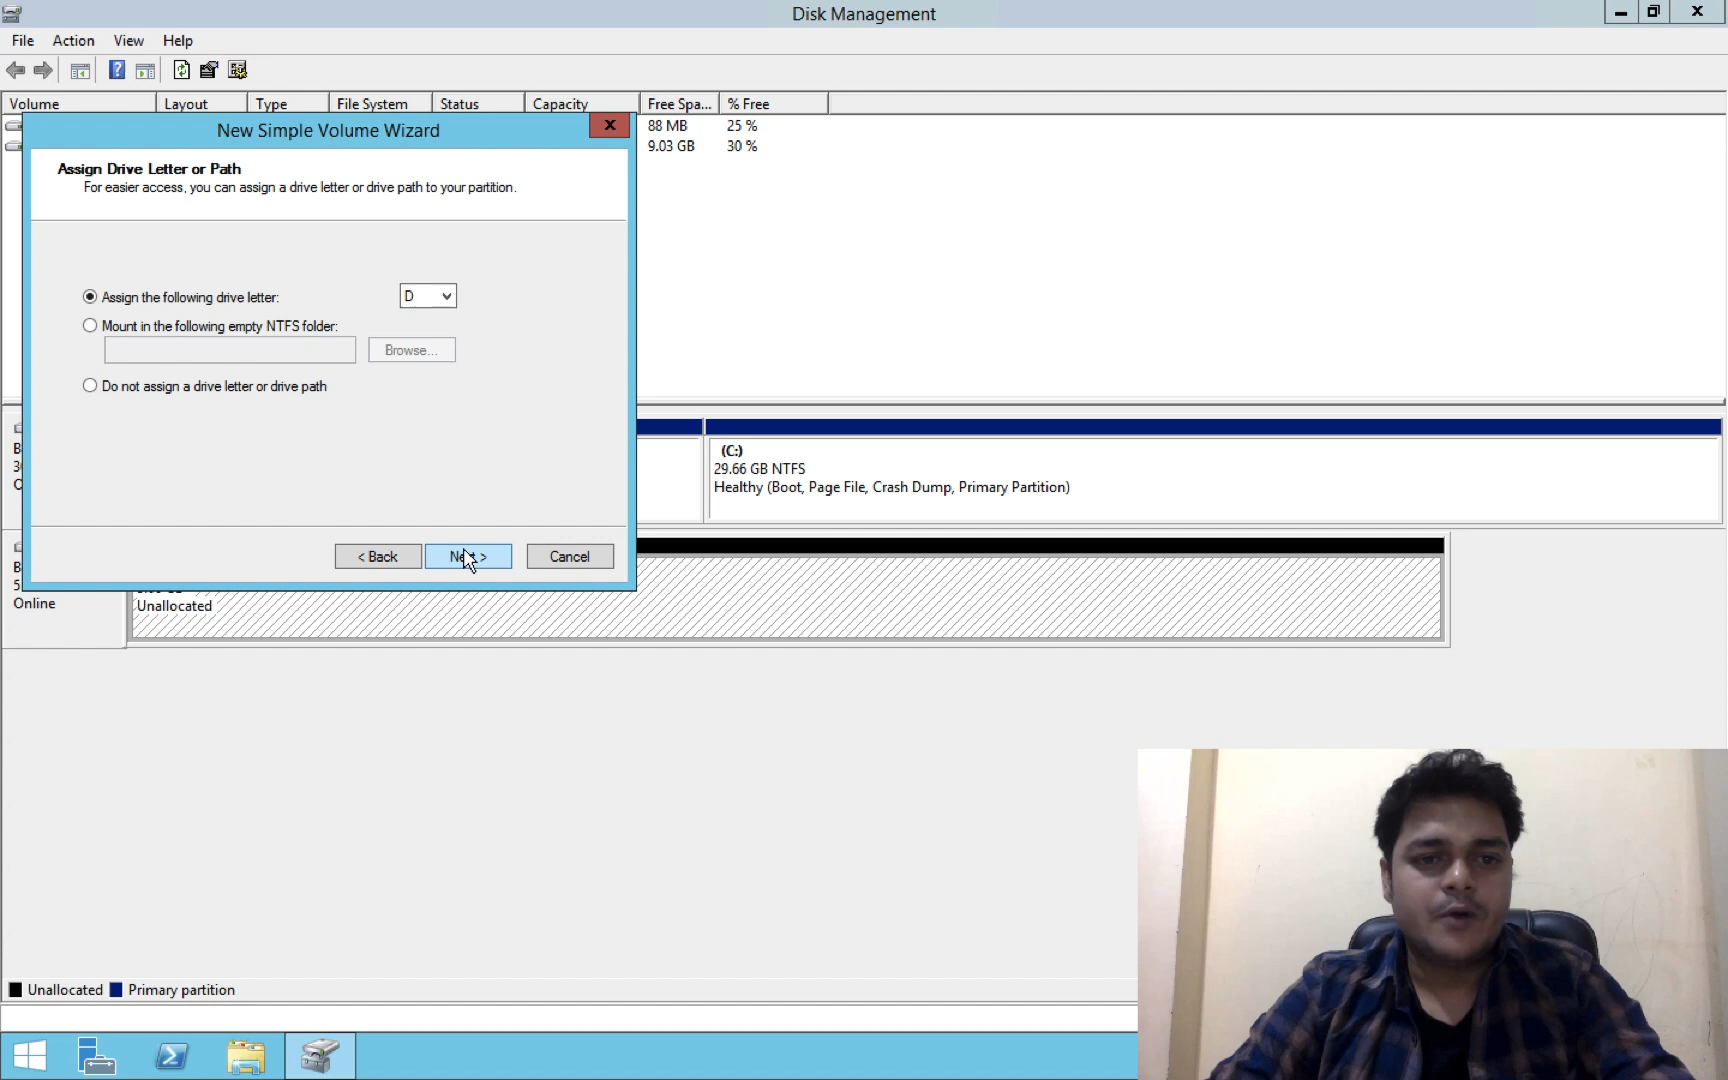 Disk Management
File Action View Help
Volume Layout Type File System Status Capacity Free Spa... % Free
88 MB 25 %
9.03 GB 30 %
New Simple Volume Wizard
Assign Drive Letter or Path
For easier access, you can assign a drive letter or drive path to your partition.
Assign the following drive letter: D
Mount in the following empty NTFS folder:
Browse...
Do not assign a drive letter or drive path
< Back Next > Cancel
(C:)
29.66 GB NTFS
Healthy (Boot, Page File, Crash Dump, Primary Partition)
Online
Unallocated
Unallocated Primary partition